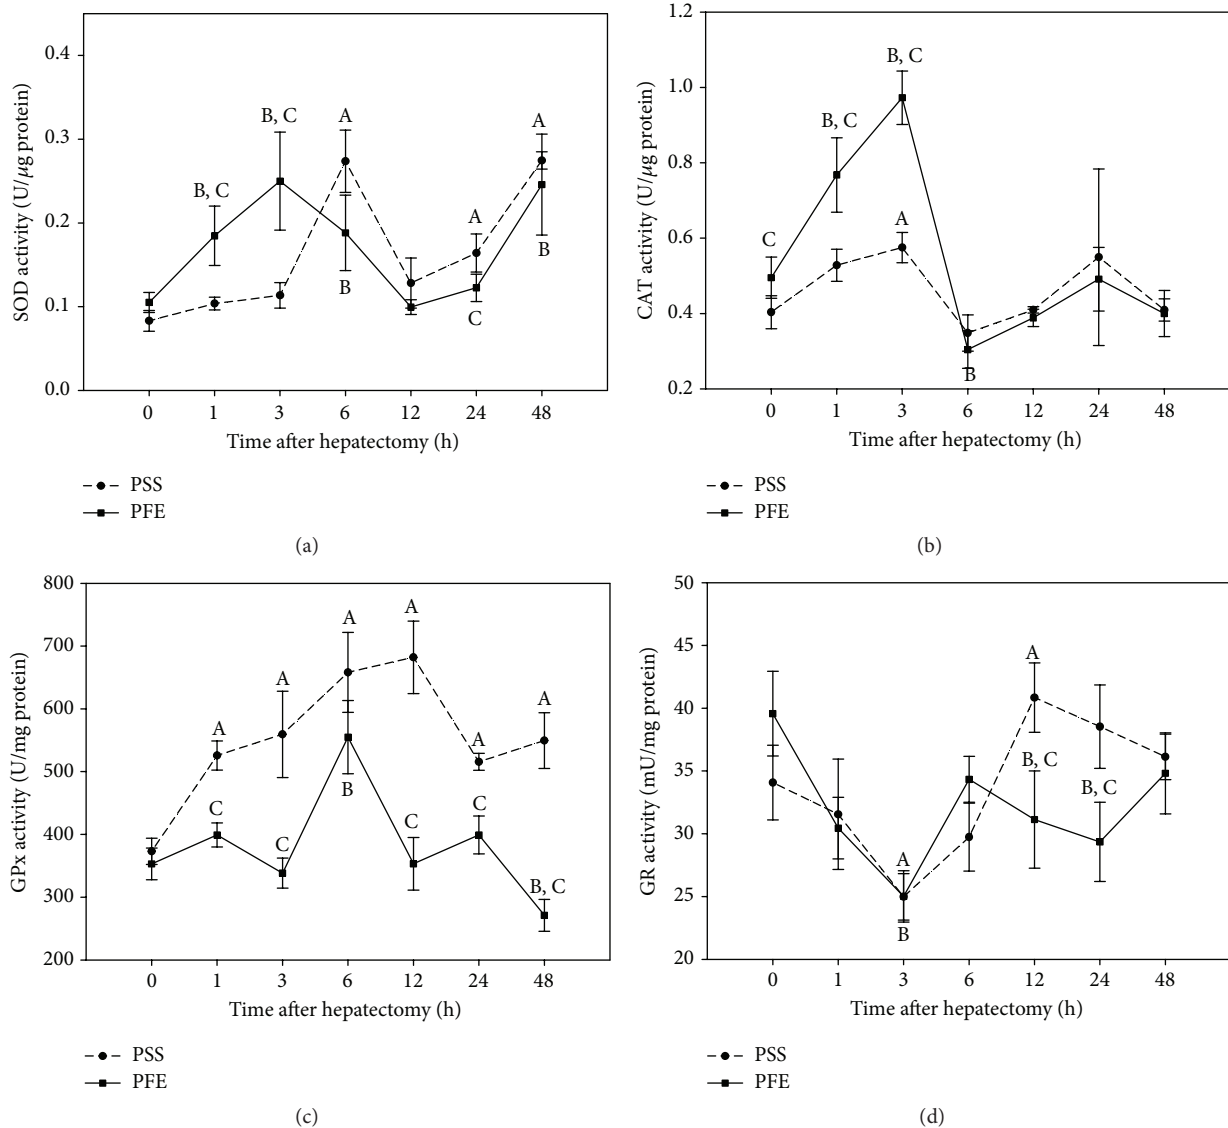 SOD activity (U/μg protein)
0.4
0.3
0.2
0.1
0.0
B, C
B, C
A
B
A
C
A
B
0 1 3 6 12 24 48
Time after hepatectomy (h)
PSS
PFE
(a)
CAT activity (U/μg protein)
1.2
1.0
0.8
0.6
0.4
0.2
C
B, C
B, C
A
B
0 1 3 6 12 24 48
Time after hepatectomy (h)
PSS
PFE
(b)
GPx activity (U/mg protein)
800
700
600
500
400
300
200
A
C
A
C
A
B
A
C
A
C
A
B, C
0 1 3 6 12 24 48
Time after hepatectomy (h)
PSS
PFE
(c)
GR activity (mU/mg protein)
50
45
40
35
30
25
20
A
B
A
B, C
B, C
0 1 3 6 12 24 48
Time after hepatectomy (h)
PSS
PFE
(d)